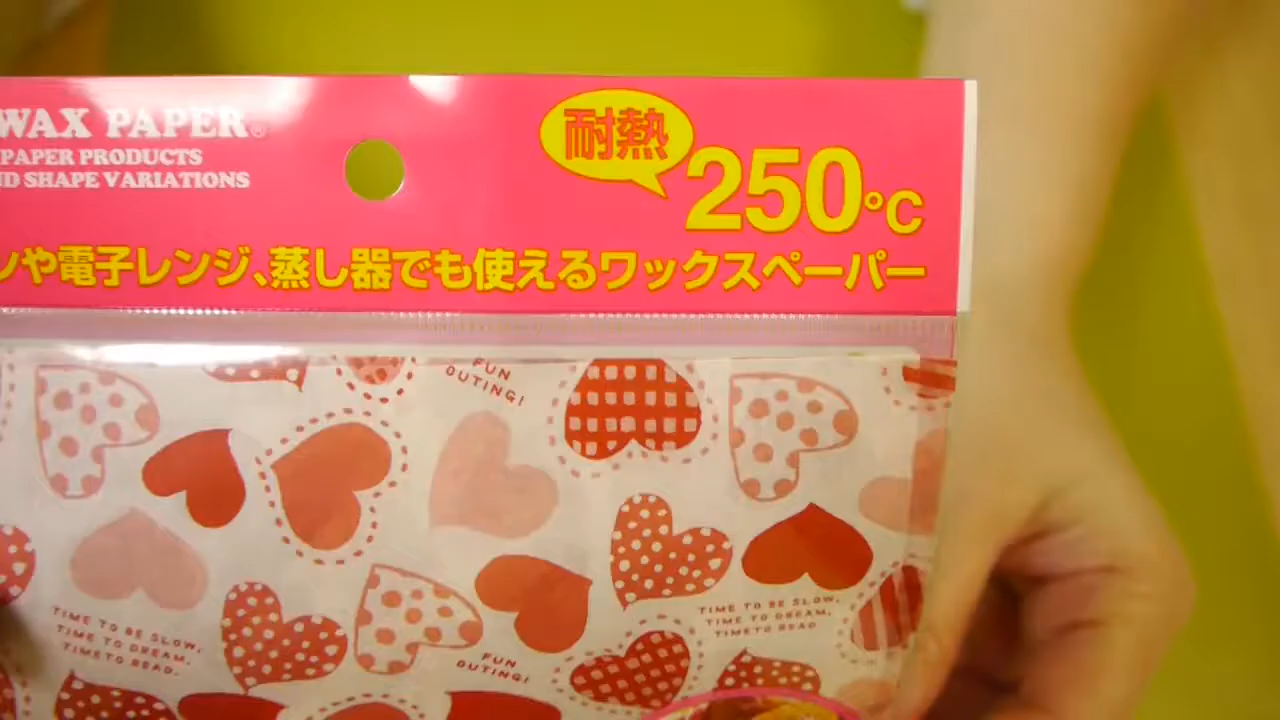 WAX PAPER®
PAPER PRODUCTS
SHAPE VARIATIONS
耐熱
250℃
ンや電子レンジ、蒸し器でも使えるワックスペーパー
FUN
OUTING!
TIME TO BE SLOW,
TIME TO DREAM,
TIME TO READ
TIME TO BE SLOW,
TIME TO DREAM,
TIME TO READ.
FUN
OUTING!